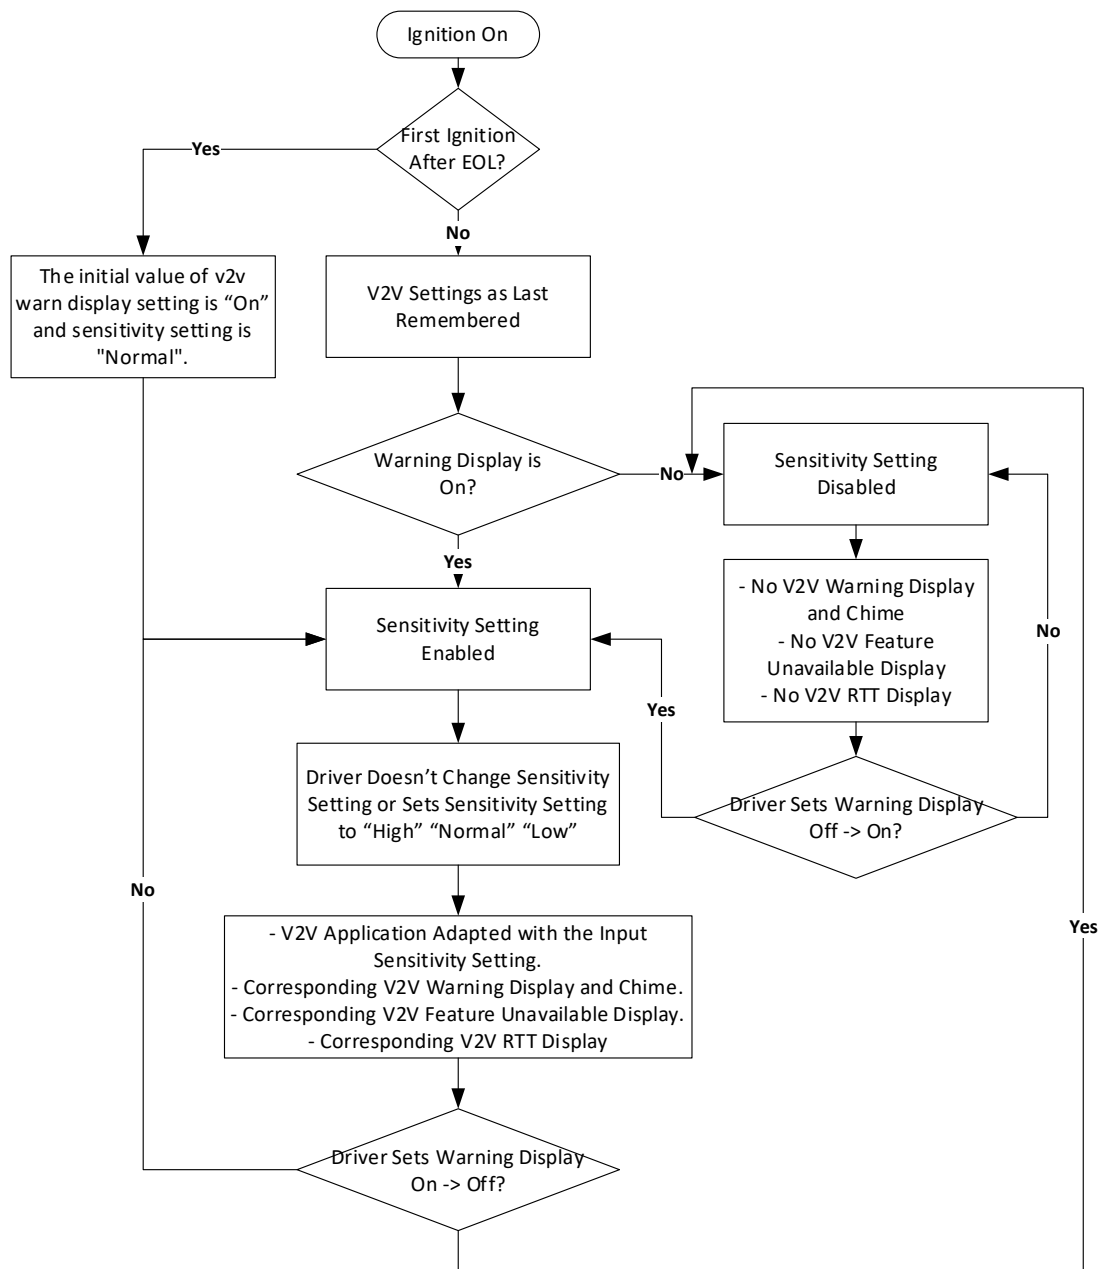 Ignition On
First Ignition
After EOL?
Yes
No
The initial value of v2v
warn display setting is “On”
and sensitivity setting is
"Normal".
V2V Settings as Last
Remembered
Warning Display is
On?
No
Sensitivity Setting
Disabled
Yes
- No V2V Warning Display
and Chime
- No V2V Feature
Unavailable Display
- No V2V RTT Display
No
Sensitivity Setting
Enabled
Yes
Driver Doesn’t Change Sensitivity
Setting or Sets Sensitivity Setting
to “High” “Normal” “Low”
Driver Sets Warning Display
Off -> On?
No
- V2V Application Adapted with the Input
Sensitivity Setting.
- Corresponding V2V Warning Display and Chime.
- Corresponding V2V Feature Unavailable Display.
- Corresponding V2V RTT Display
Yes
Driver Sets Warning Display
On -> Off?